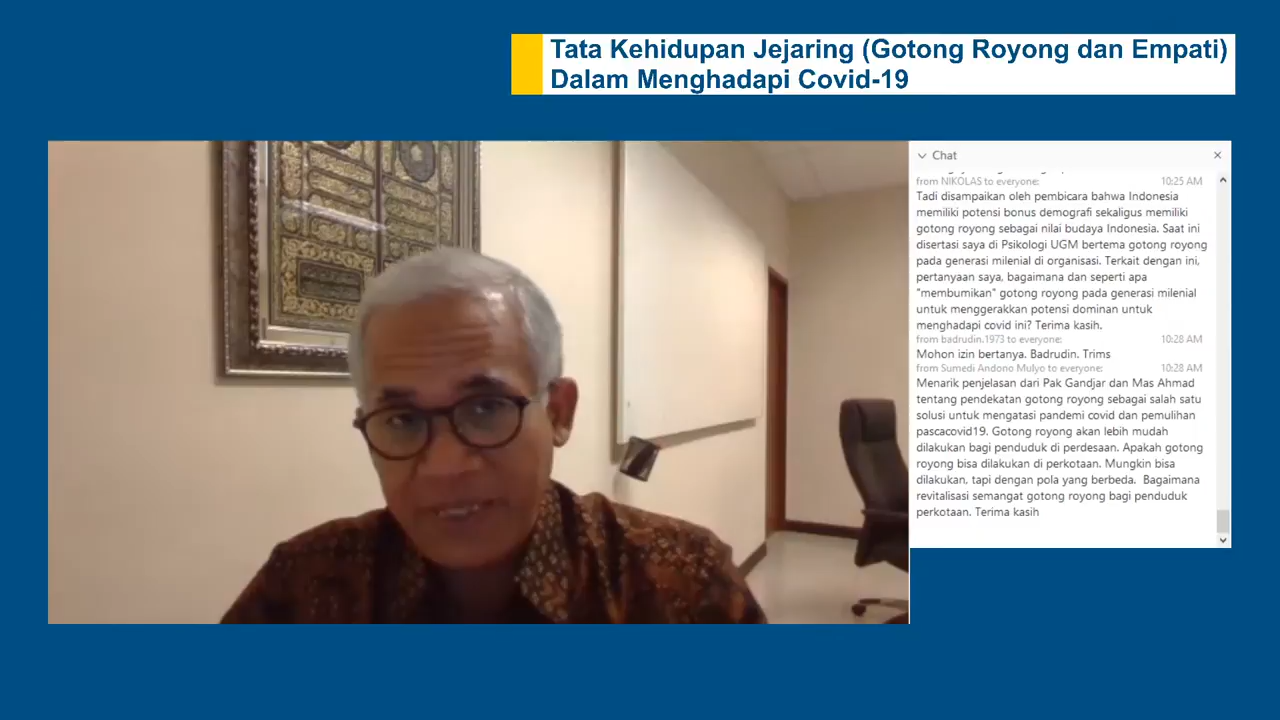 Tata Kehidupan Jejaring (Gotong Royong dan Empati)
Dalam Menghadapi Covid-19
Chat
from NIKOLAS to everyone: 10:25 AM
Tadi disampaikan oleh pembicara bahwa Indonesia
memiliki potensi bonus demografi sekaligus memiliki
gotong royong sebagai nilai budaya Indonesia. Saat ini
disertasi saya di Psikologi UGM bertema gotong royong
pada generasi milenial di organisasi. Terkait dengan ini,
pertanyaan saya, bagaimana dan seperti apa
"membumikan" gotong royong pada generasi milenial
untuk menggerakkan potensi dominan untuk
menghadapi covid ini? Terima kasih.
from badrudin.1973 to everyone: 10:28 AM
Mohon izin bertanya. Badrudin. Trims
from Sumedi Andono Mulyo to everyone: 10:28 AM
Menarik penjelasan dari Pak Gandjar dan Mas Ahmad
tentang pendekatan gotong royong sebagai salah satu
solusi untuk mengatasi pandemi covid dan pemulihan
pascacovid19. Gotong royong akan lebih mudah
dilakukan bagi penduduk di perdesaan. Apakah gotong
royong bisa dilakukan di perkotaan. Mungkin bisa
dilakukan, tapi dengan pola yang berbeda. Bagaimana
revitalisasi semangat gotong royong bagi penduduk
perkotaan. Terima kasih